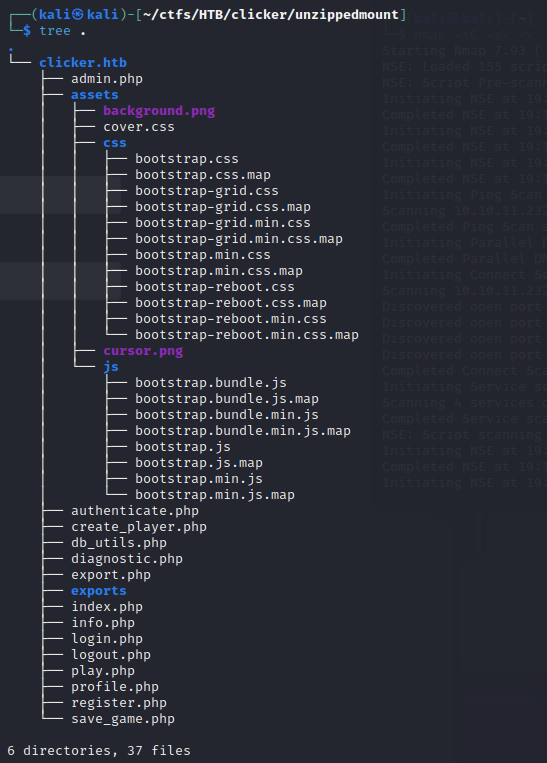 ┌──(kali㉿kali)-[~/ctfs/HTB/clicker/unzippedmount]
└─$ tree .
.
└── clicker.htb
    ├── admin.php
    ├── assets
    │   ├── background.png
    │   ├── cover.css
    │   ├── css
    │   │   ├── bootstrap.css
    │   │   ├── bootstrap.css.map
    │   │   ├── bootstrap-grid.css
    │   │   ├── bootstrap-grid.css.map
    │   │   ├── bootstrap-grid.min.css
    │   │   ├── bootstrap-grid.min.css.map
    │   │   ├── bootstrap.min.css
    │   │   ├── bootstrap.min.css.map
    │   │   ├── bootstrap-reboot.css
    │   │   ├── bootstrap-reboot.css.map
    │   │   ├── bootstrap-reboot.min.css
    │   │   └── bootstrap-reboot.min.css.map
    │   ├── cursor.png
    │   └── js
    │       ├── bootstrap.bundle.js
    │       ├── bootstrap.bundle.js.map
    │       ├── bootstrap.bundle.min.js
    │       ├── bootstrap.bundle.min.js.map
    │       ├── bootstrap.js
    │       ├── bootstrap.js.map
    │       ├── bootstrap.min.js
    │       └── bootstrap.min.js.map
    ├── authenticate.php
    ├── create_player.php
    ├── db_utils.php
    ├── diagnostic.php
    ├── export.php
    ├── exports
    ├── index.php
    ├── info.php
    ├── login.php
    ├── logout.php
    ├── play.php
    ├── profile.php
    ├── register.php
    └── save_game.php

6 directories, 37 files